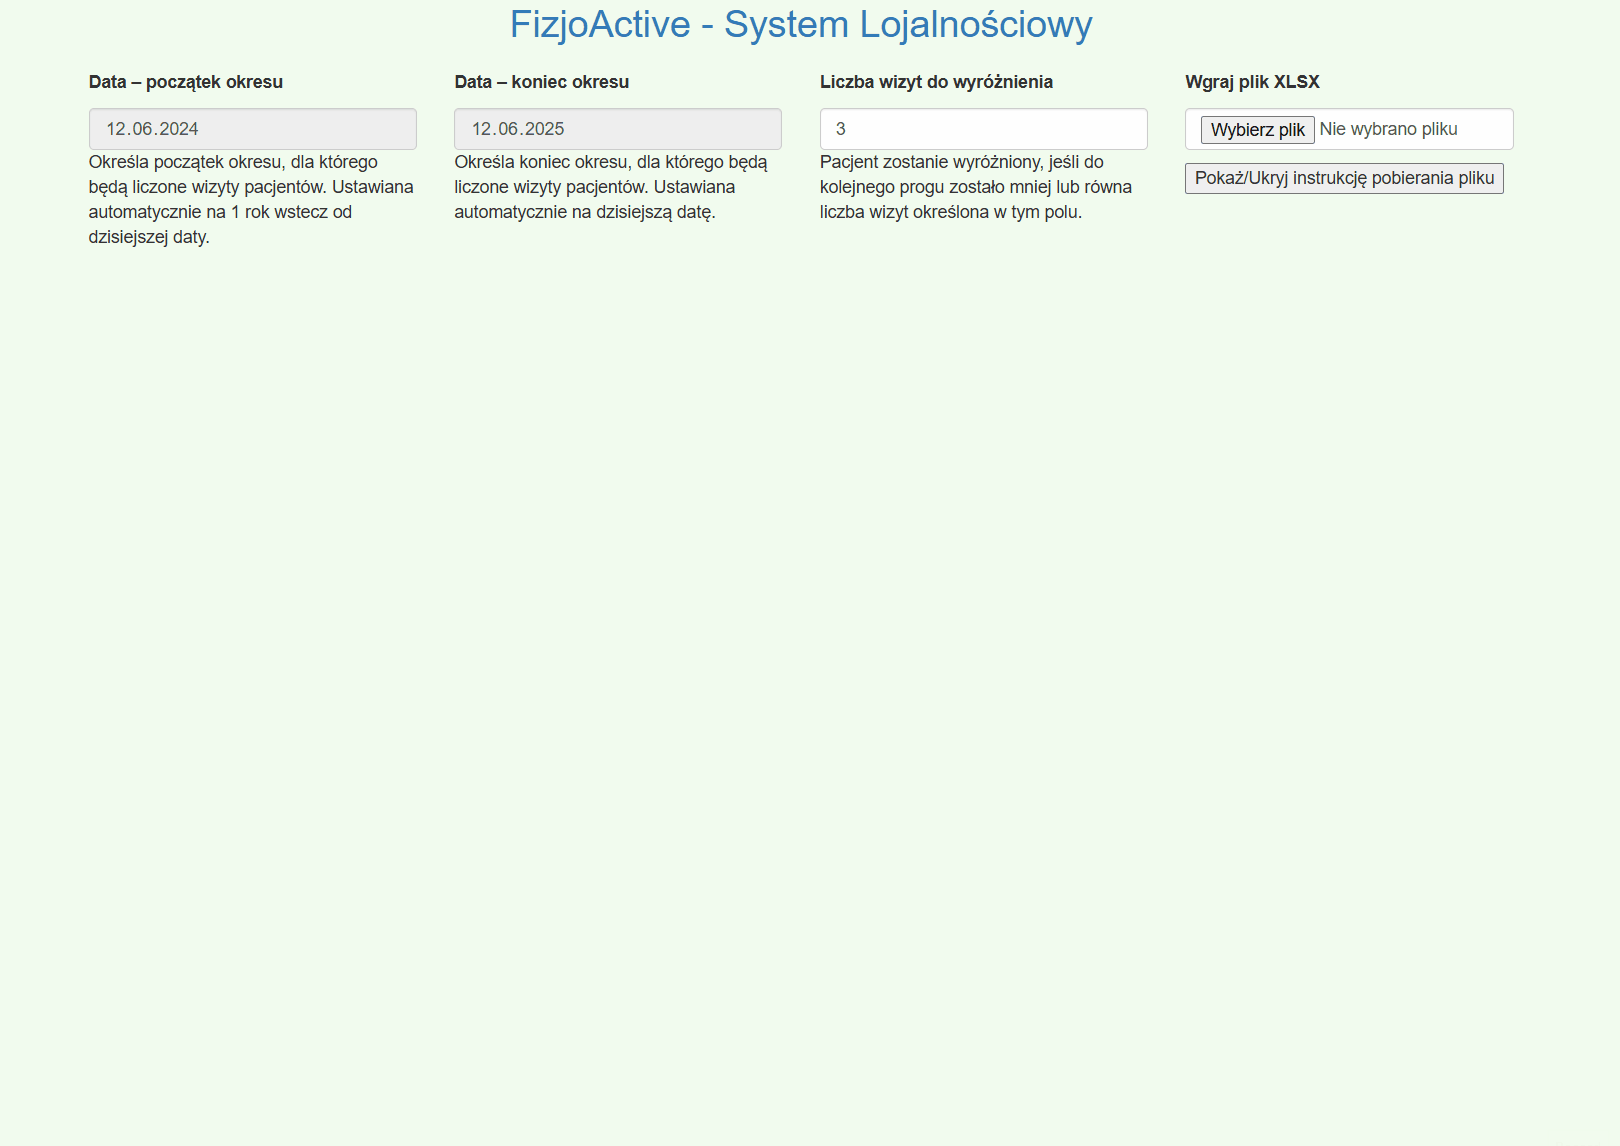 FizjoActive - System Lojalnościowy
Data – początek okresu
12.06.2024
Określa początek okresu, dla którego
będą liczone wizyty pacjentów. Ustawiana
automatycznie na 1 rok wstecz od
dzisiejszej daty.
Data – koniec okresu
12.06.2025
Określa koniec okresu, dla którego będą
liczone wizyty pacjentów. Ustawiana
automatycznie na dzisiejszą datę.
Liczba wizyt do wyróżnienia
3
Pacjent zostanie wyróżniony, jeśli do
kolejnego progu zostało mniej lub równa
liczba wizyt określona w tym polu.
Wgraj plik XLSX
Wybierz plik Nie wybrano pliku
Pokaż/Ukryj instrukcję pobierania pliku